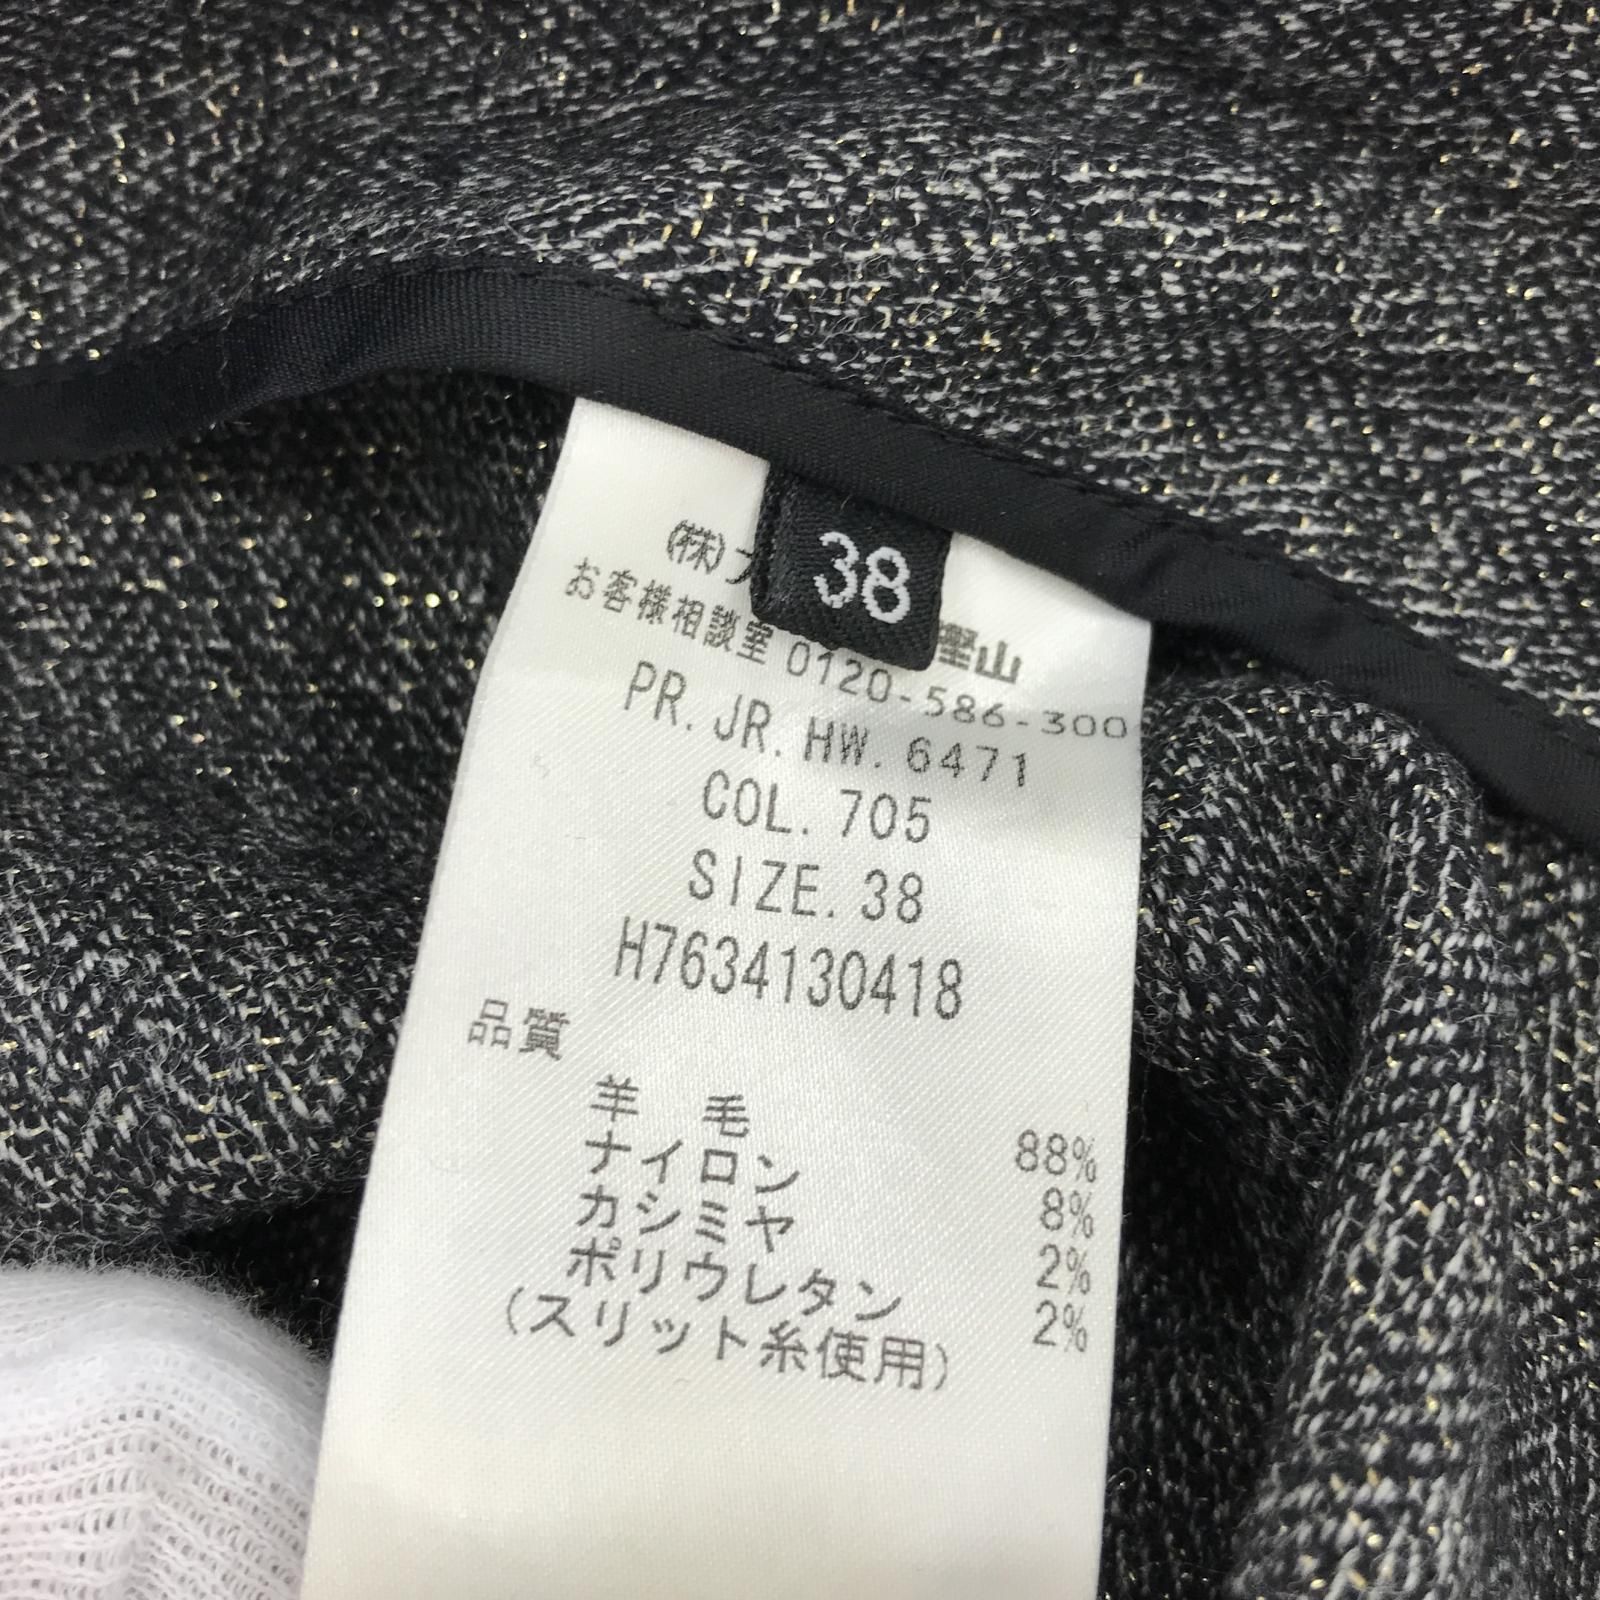 38
(株)
樫山
お客様相談室 0120-586-300
PR. JR. HW. 6471
COL. 705
SIZE. 38
H7634130418
品質
羊 毛 88%
ナイロン 8%
カシミヤ 2%
ポリウレタン 2%
(スリット糸使用)